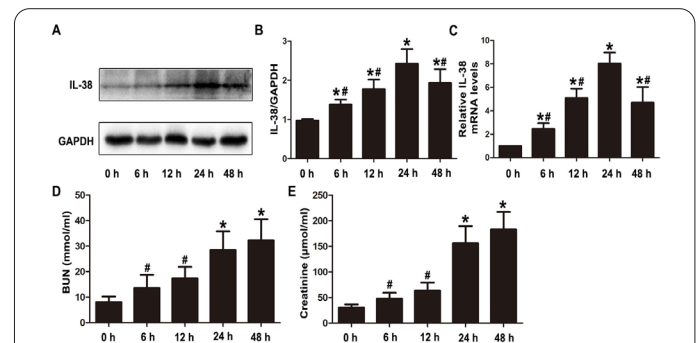 A
IL-38
GAPDH
0 h 6 h 12 h 24 h 48 h
B
IL-38/GAPDH
3
2
1
0
*# *# * *#
0 h 6 h 12 h 24 h 48 h
C
Relative IL-38
mRNA levels
10
8
6
4
2
0
*# *# * *#
0 h 6 h 12 h 24 h 48 h
D
BUN (mmol/ml)
50
40
30
20
10
0
# # * *
0 h 6 h 12 h 24 h 48 h
E
Creatinine (μmol/ml)
250
200
150
100
50
0
# # * *
0 h 6 h 12 h 24 h 48 h